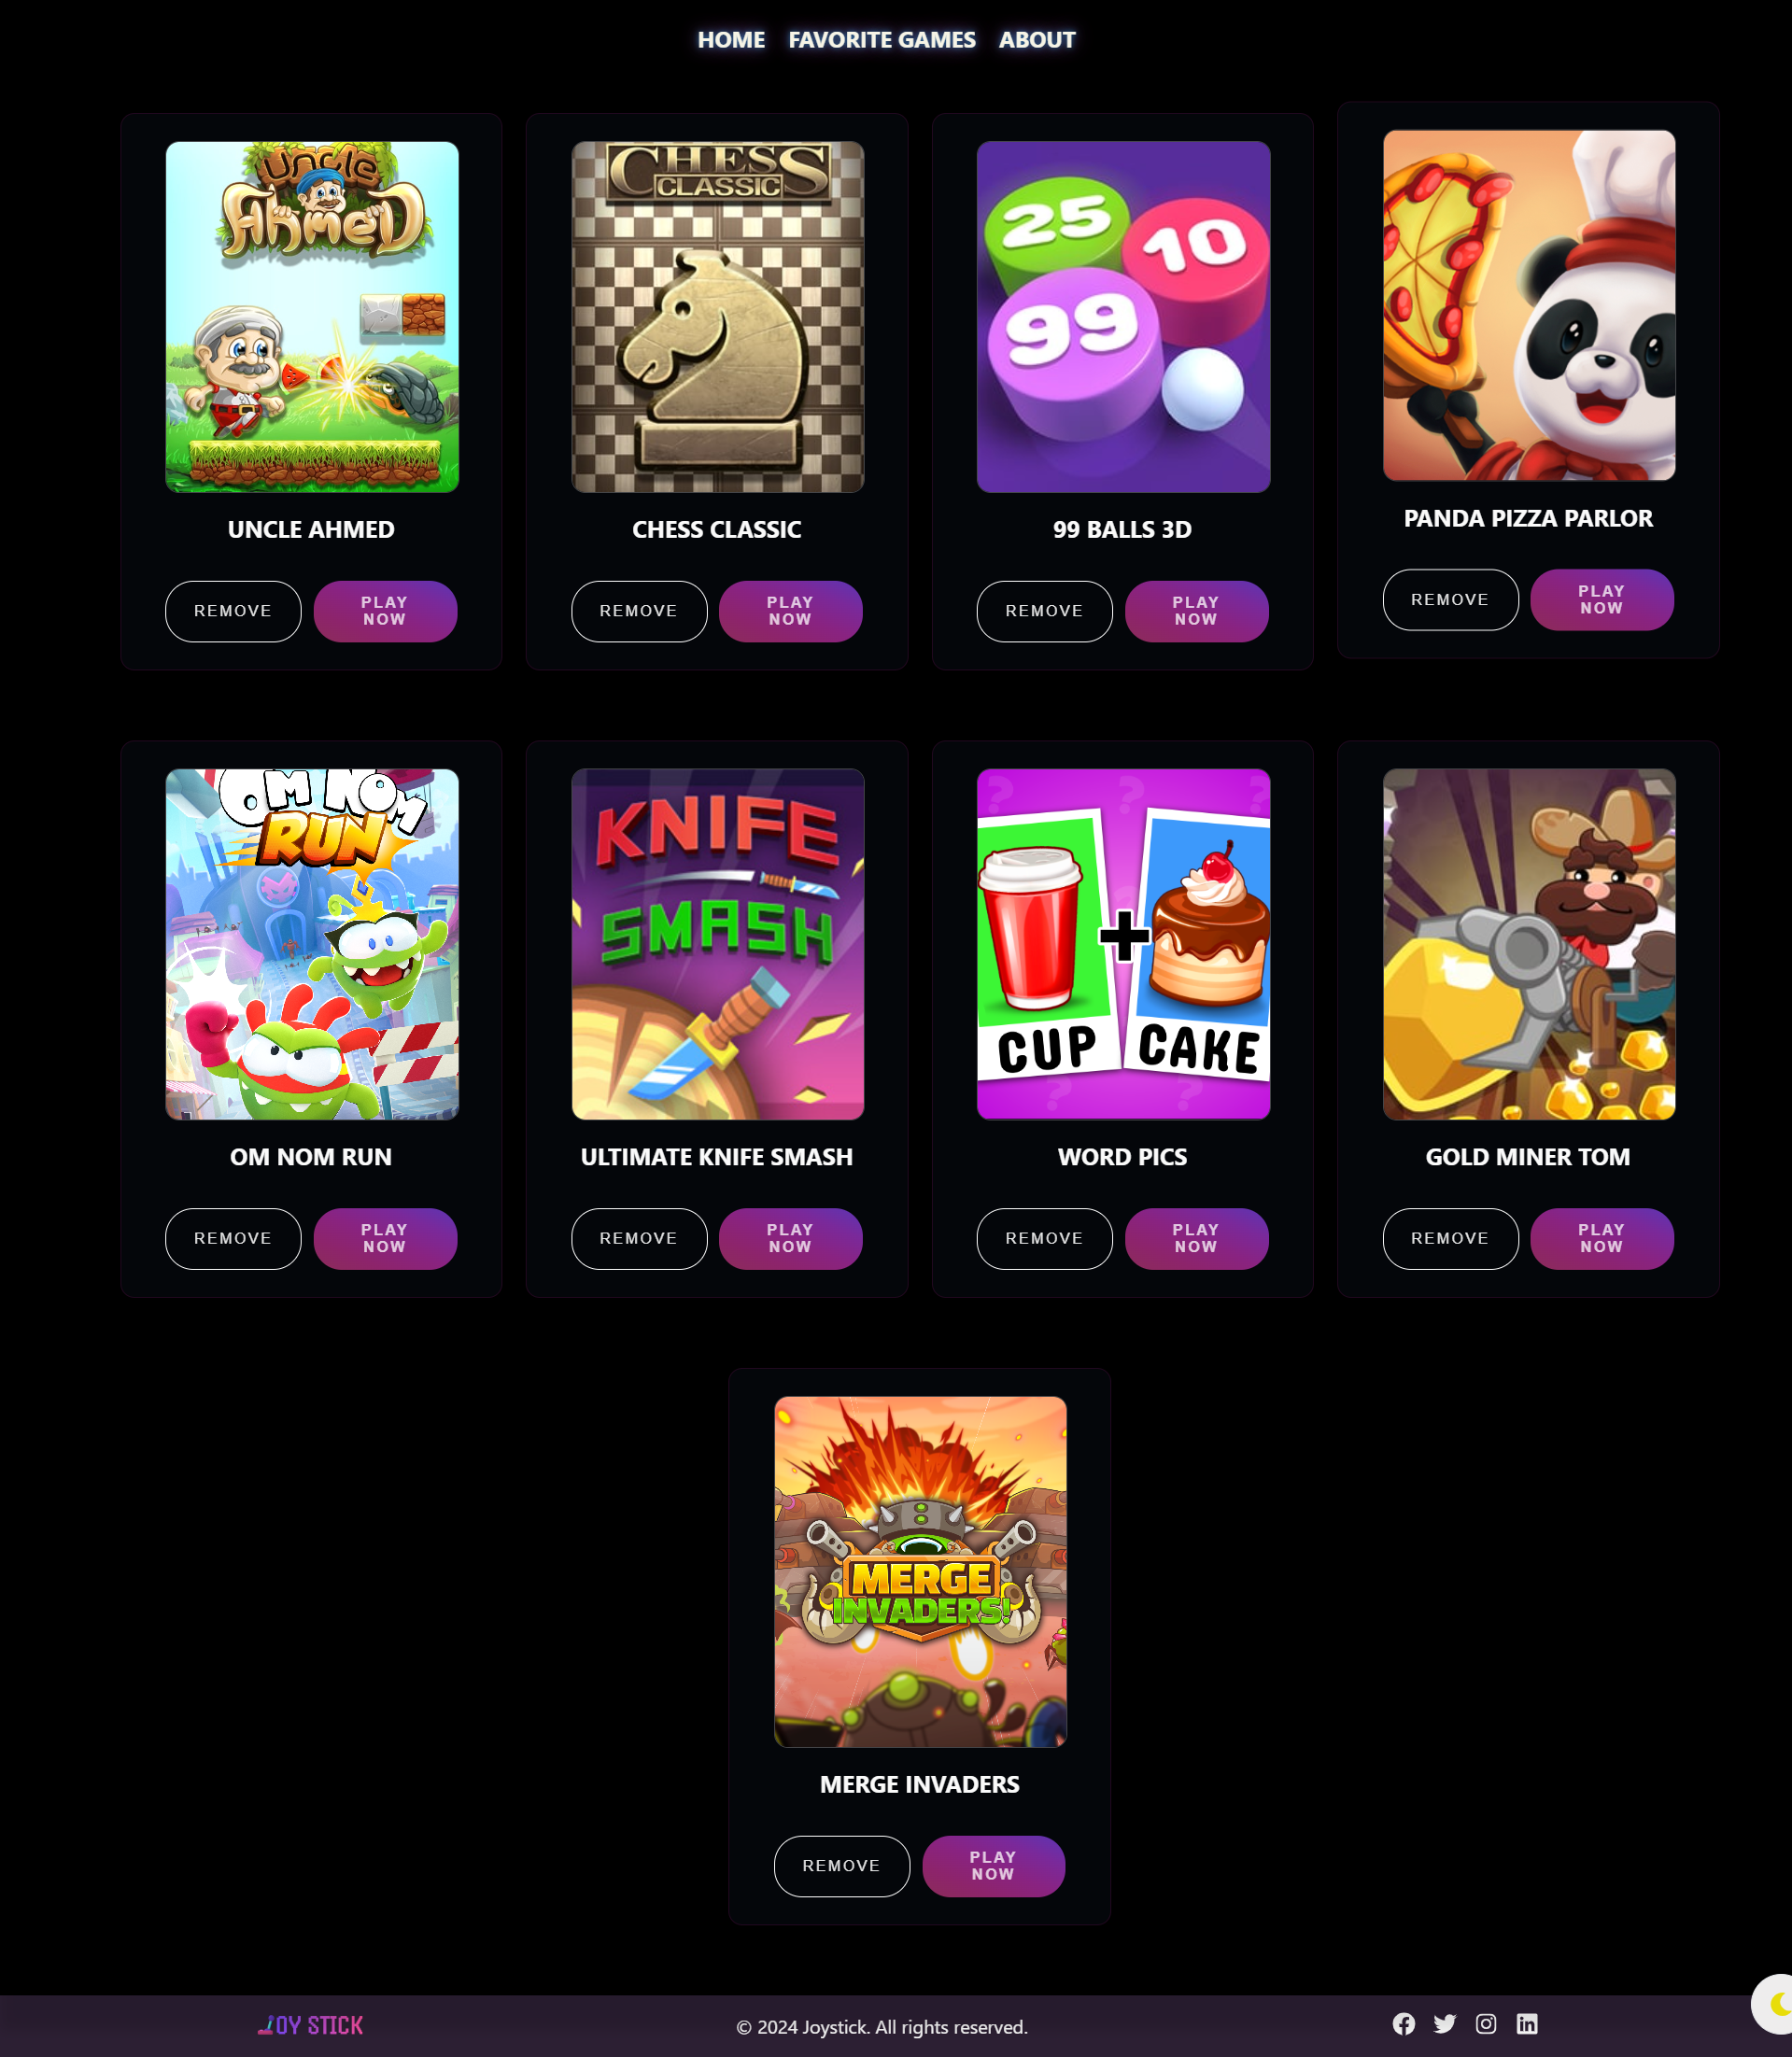 HOME FAVORITE GAMES ABOUT
Uncle
Ahmed
CHESS
CLASSIC
25
10
99
UNCLE AHMED
CHESS CLASSIC
99 BALLS 3D
PANDA PIZZA PARLOR
REMOVE
PLAY
NOW
REMOVE
PLAY
NOW
REMOVE
PLAY
NOW
REMOVE
PLAY
NOW
OM NOM
RUN
KNIFE
SMASH
CUP
+
CAKE
OM NOM RUN
ULTIMATE KNIFE SMASH
WORD PICS
GOLD MINER TOM
REMOVE
PLAY
NOW
REMOVE
PLAY
NOW
REMOVE
PLAY
NOW
REMOVE
PLAY
NOW
MERGE
INVADERS!
MERGE INVADERS
REMOVE
PLAY
NOW
JOY STICK
© 2024 Joystick. All rights reserved.